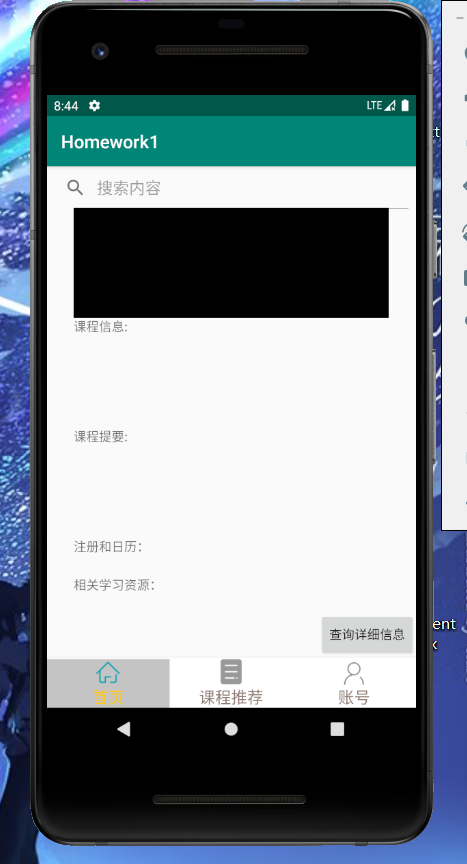 8:44 LTE
Homework1
搜索内容
课程信息:
课程提要:
注册和日历:
相关学习资源:
查询详细信息
首页 课程推荐 账号
ent